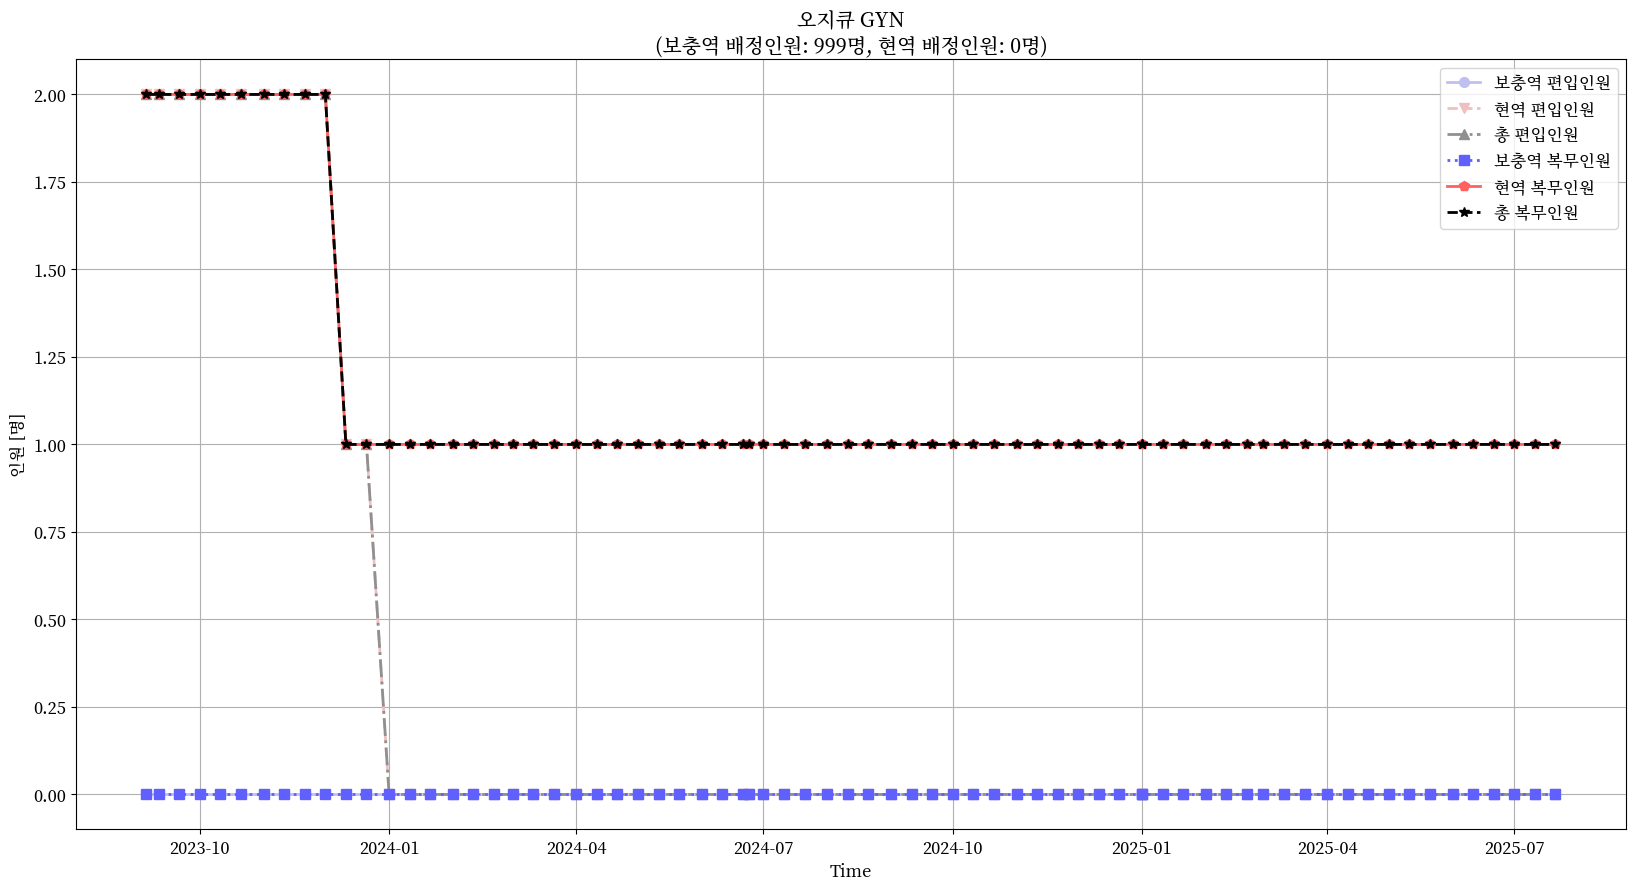 오지큐 GYN
(보충역 배정인원: 999명, 현역 배정인원: 0명)
보충역 편입인원
현역 편입인원
총 편입인원
보충역 복무인원
현역 복무인원
총 복무인원
인원 [명]
2.00
1.75
1.50
1.25
1.00
0.75
0.50
0.25
0.00
2023-10
2024-01
2024-04
2024-07
2024-10
2025-01
2025-04
2025-07
Time